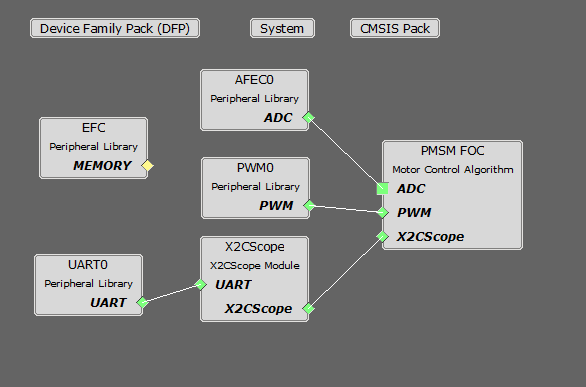 Device Family Pack (DFP)
System
CMSIS Pack
AFEC0
Peripheral Library
ADC
EFC
Peripheral Library
MEMORY
PMSM FOC
Motor Control Algorithm
ADC
PWM
X2CScope
PWM0
Peripheral Library
PWM
X2CScope
X2CScope Module
UART
X2CScope
UART0
Peripheral Library
UART